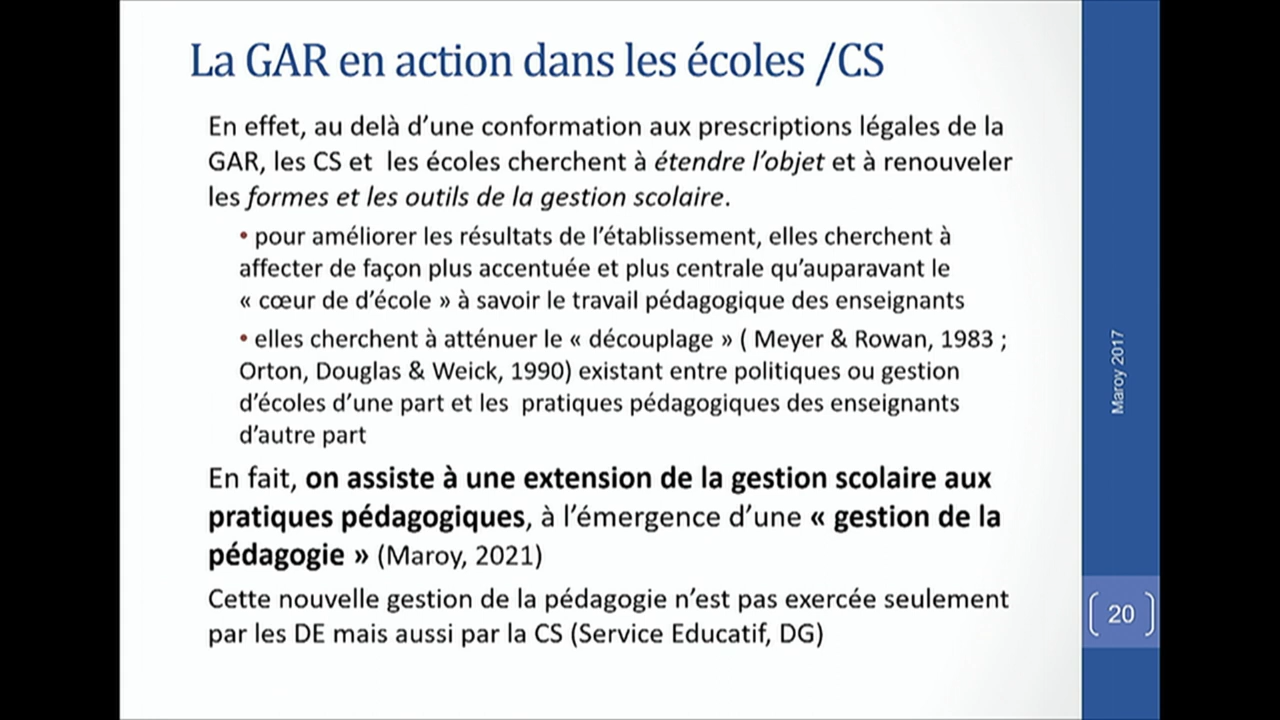 La GAR en action dans les écoles /CS
En effet, au delà d’une conformation aux prescriptions légales de la
GAR, les CS et les écoles cherchent à étendre l’objet et à renouveler
les formes et les outils de la gestion scolaire.
• pour améliorer les résultats de l’établissement, elles cherchent à
affecter de façon plus accentuée et plus centrale qu’auparavant le
« cœur de d’école » à savoir le travail pédagogique des enseignants
• elles cherchent à atténuer le « découplage » ( Meyer & Rowan, 1983 ;
Orton, Douglas & Weick, 1990) existant entre politiques ou gestion
d’écoles d’une part et les pratiques pédagogiques des enseignants
d’autre part
En fait, on assiste à une extension de la gestion scolaire aux
pratiques pédagogiques, à l’émergence d’une « gestion de la
pédagogie » (Maroy, 2021)
Cette nouvelle gestion de la pédagogie n’est pas exercée seulement
par les DE mais aussi par la CS (Service Educatif, DG)
Maroy 2017
20